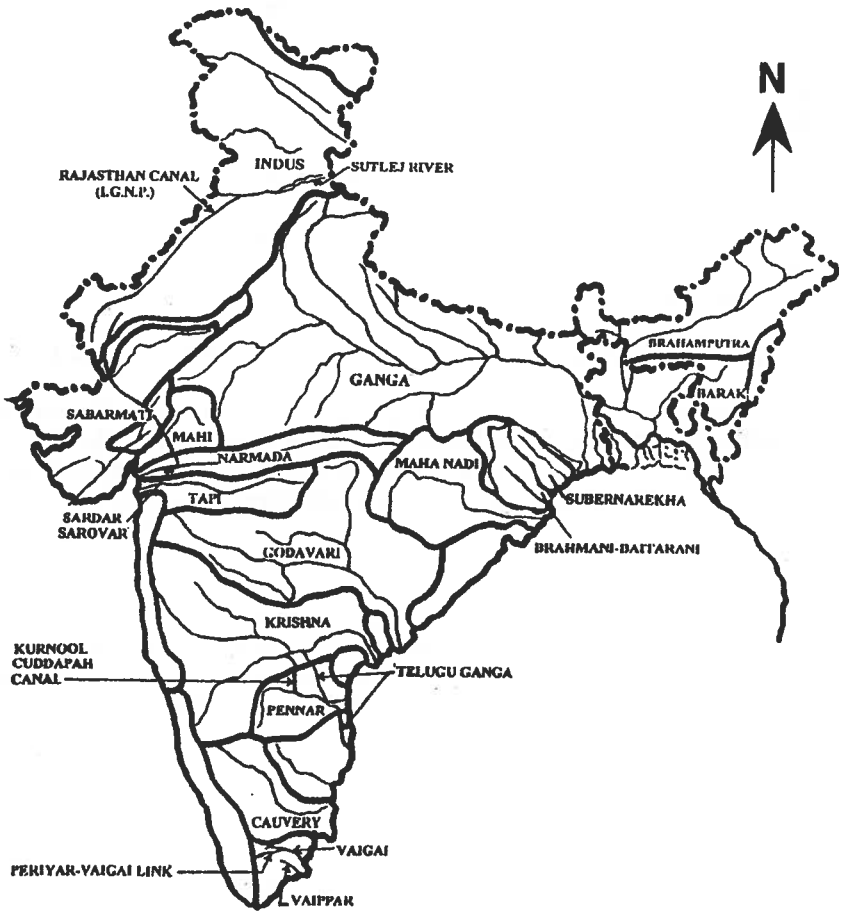 N
INDUS
SUTLEJ RIVER
RAJASTHAN CANAL
(I.G.N.P.)
BRAHAMPUTRA
GANGA
BARAK
SABARMATI
MAHI
NARMADA
MAHA NADI
TAPI
SUBERNAREKHA
SARDAR
SAROVAR
GODAVARI
BRAHMANI-BAITARANI
KRISHNA
KURNOOL
CUDDAPAH
CANAL
TELUGU GANGA
PENNAR
CAUVERY
VAIGAI
PERIYAR-VAIGAI LINK
VAIPPAR